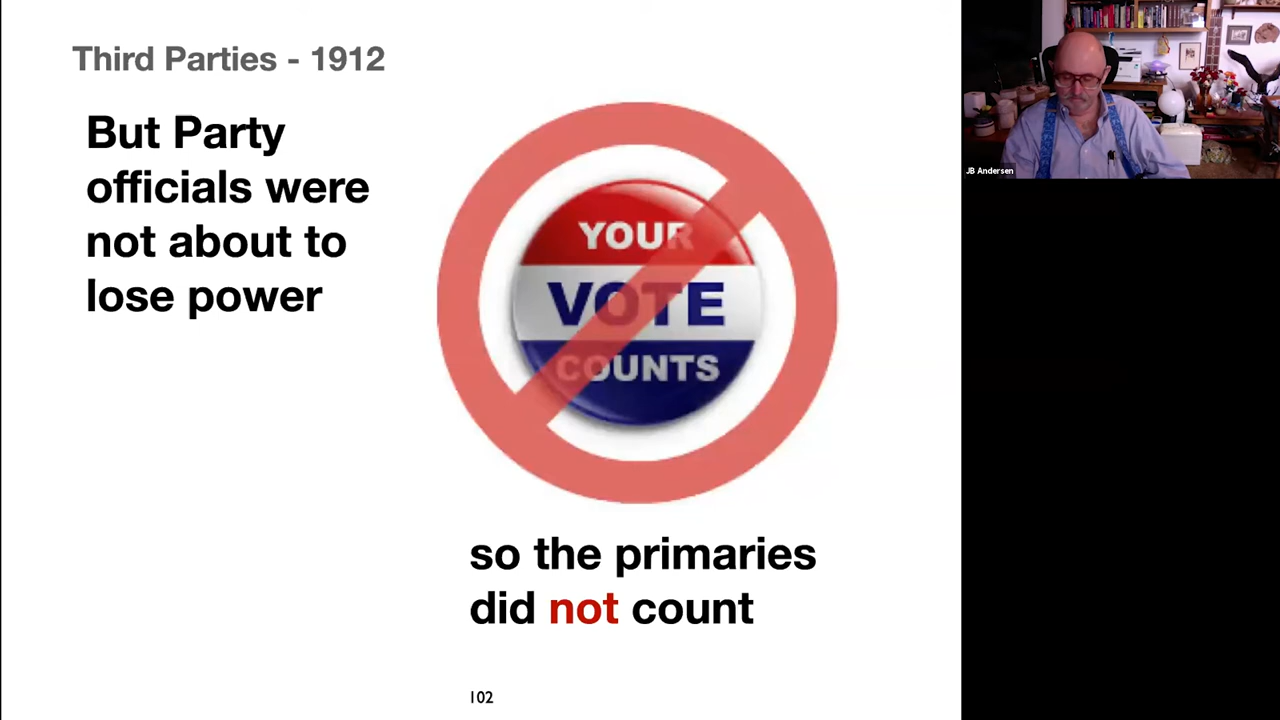 Third Parties - 1912
But Party
officials were
not about to
lose power
YOUR
VOTE
COUNTS
so the primaries
did not count
102
JB Andersen